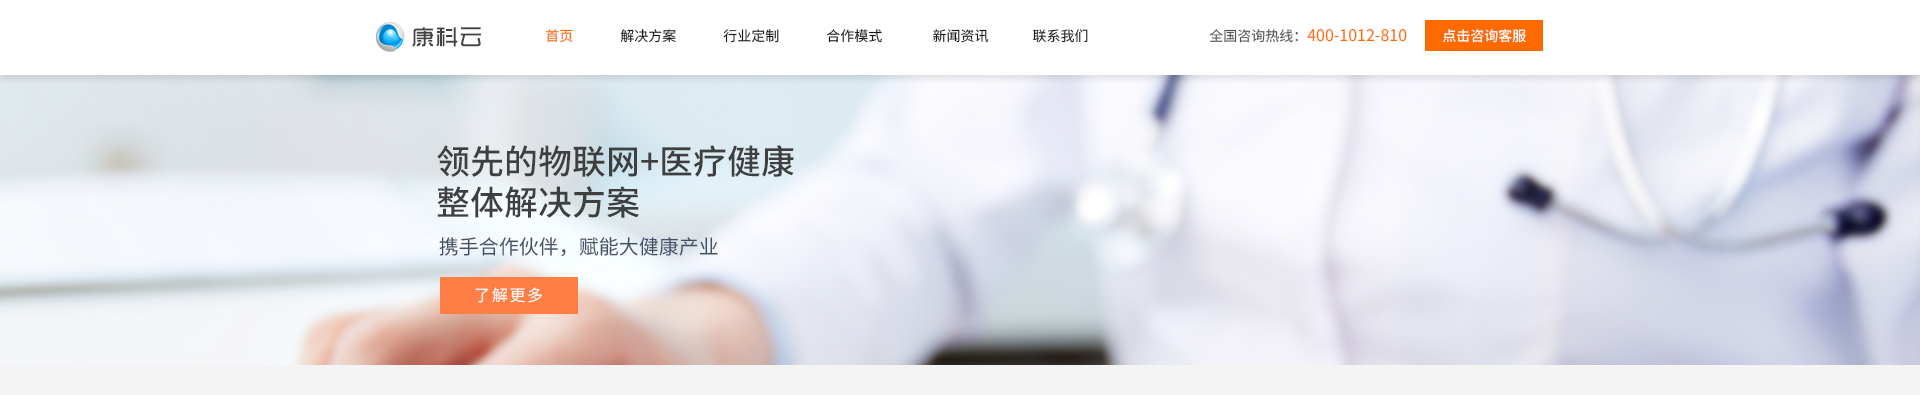 康科云
首页
解决方案
行业定制
合作模式
新闻资讯
联系我们
全国咨询热线：400-1012-810
点击咨询客服
领先的物联网+医疗健康
整体解决方案
携手合作伙伴，赋能大健康产业
了解更多